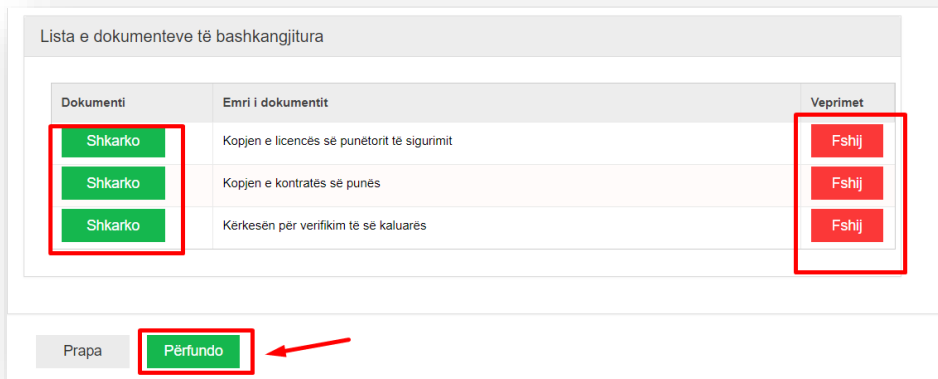 Lista e dokumenteve të bashkangjitura
Dokumenti Emri i dokumentit Veprimet
Shkarko Kopjen e licencës së punëtorit të sigurimit Fshij
Shkarko Kopjen e kontratës së punës Fshij
Shkarko Kërkesën për verifikim të së kaluarës Fshij
Prapa Përfundo